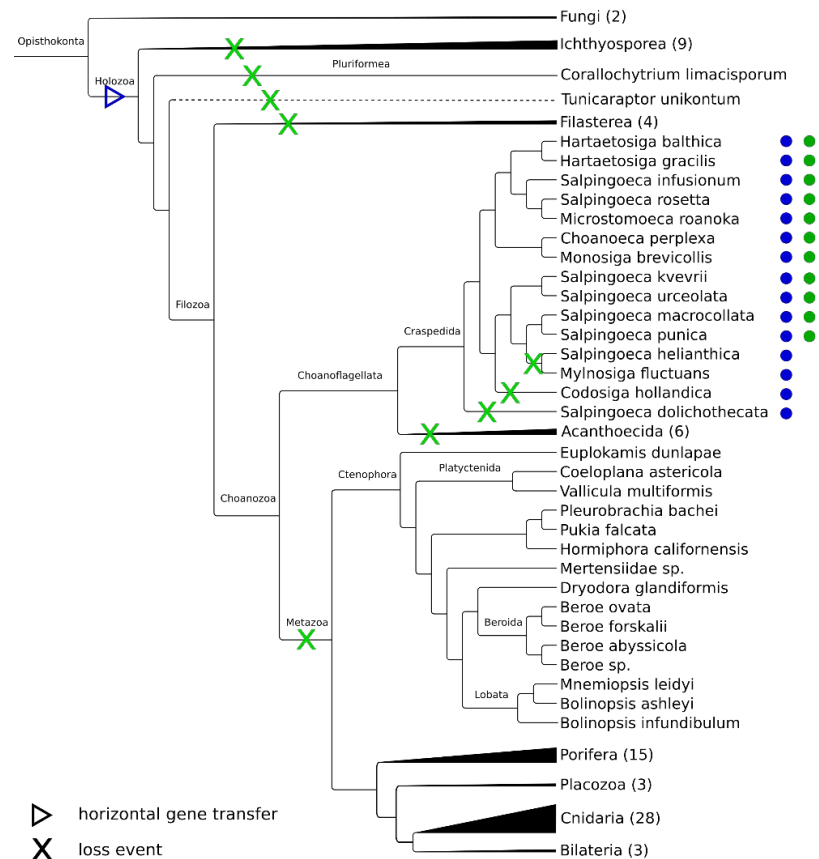 Fungi (2)
Opisthokonta
Ichthyosporea (9)
Pluriformea
Corallochytrium limacisporum
Holozoa
Tunicaraptor unikontum
Filasterea (4)
Hartaetosiga balthica
Hartaetosiga gracilis
Salpingoeca infusionum
Salpingoeca rosetta
Microstomoeca roanoka
Choanoeca perplexa
Monosiga brevicollis
Salpingoeca kvevrii
Salpingoeca urceolata
Filozoa
Salpingoeca macrocollata
Craspedida
Salpingoeca punica
Salpingoeca helianthica
Choanoflagellata
Mylnosiga fluctuans
Codosiga hollandica
Salpingoeca dolichothecata
Acanthoecida (6)
Euplokamis dunlapae
Ctenophora
Platyctenida
Coeloplana astericola
Vallicula multiformis
Choanozoa
Pleurobrachia bachei
Pukia falcata
Hormiphora californensis
Mertensiidae sp.
Dryodora glandiformis
Beroe ovata
Metazoa
Beroida
Beroe forskalii
Beroe abyssicola
Beroe sp.
Mnemiopsis leidyi
Lobata
Bolinopsis ashleyi
Bolinopsis infundibulum
Porifera (15)
Placozoa (3)
horizontal gene transfer
Cnidaria (28)
loss event
Bilateria (3)